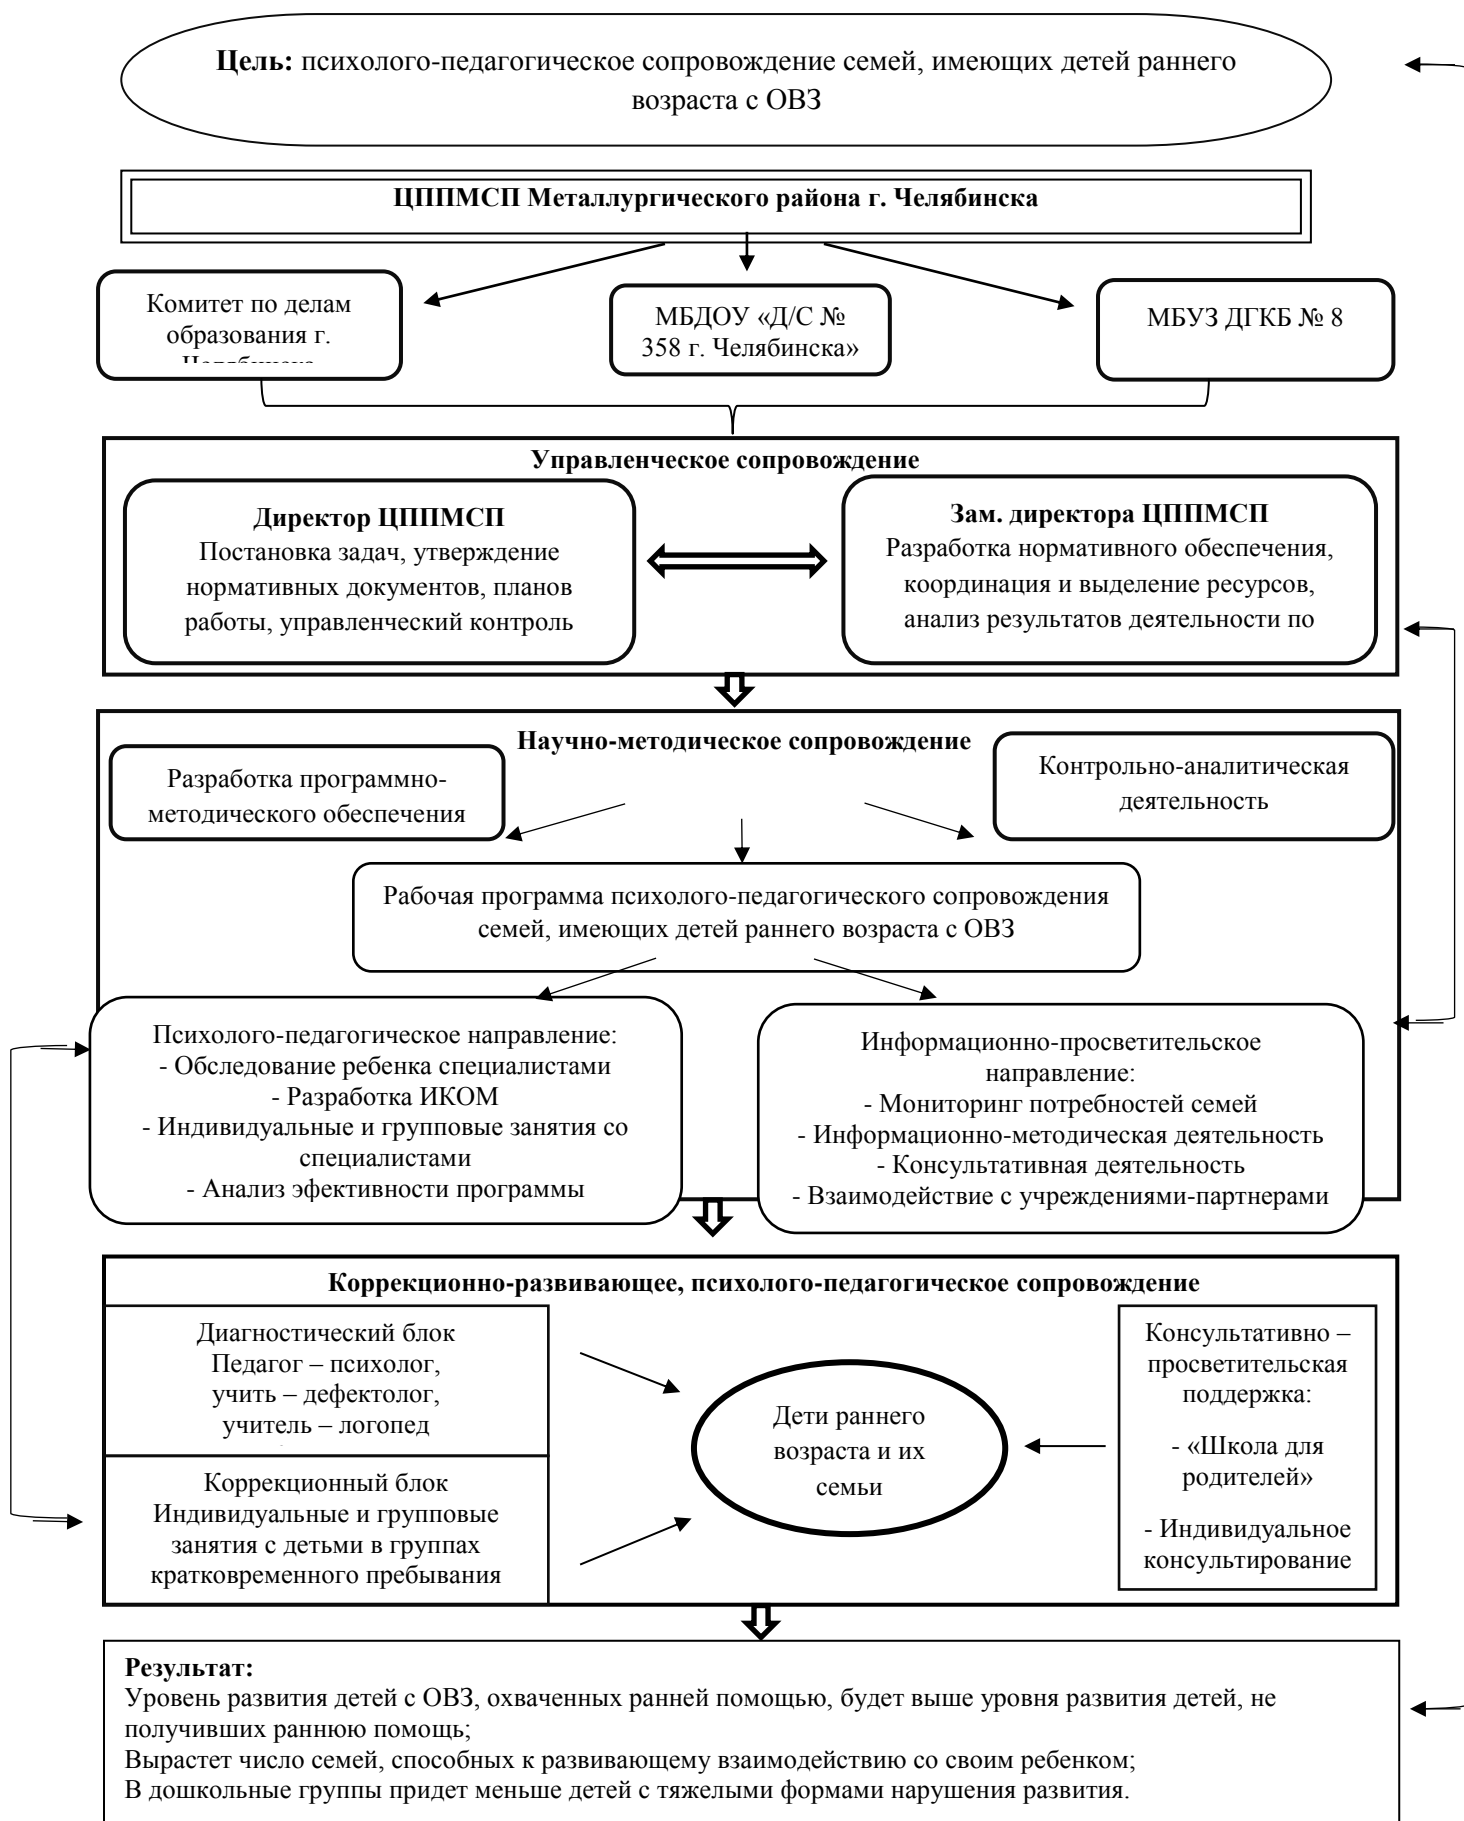 Цель: психолого-педагогическое сопровождение семей, имеющих детей раннего
возраста с ОВЗ
ЦППМСП Металлургического района г. Челябинска
Комитет по делам
образования г.
МБДОУ «Д/С №
358 г. Челябинска»
МБУЗ ДГКБ № 8
Управленческое сопровождение
Директор ЦППМСП
Постановка задач, утверждение
нормативных документов, планов
работы, управленческий контроль
Зам. директора ЦППМСП
Разработка нормативного обеспечения,
координация и выделение ресурсов,
анализ результатов деятельности по
Научно-методическое сопровождение
Разработка программно-
методического обеспечения
Контрольно-аналитическая
деятельность
Рабочая программа психолого-педагогического сопровождения
семей, имеющих детей раннего возраста с ОВЗ
Психолого-педагогическое направление:
- Обследование ребенка специалистами
- Разработка ИКОМ
- Индивидуальные и групповые занятия со
специалистами
- Анализ эфективности программы
Информационно-просветительское
направление:
- Мониторинг потребностей семей
- Информационно-методическая деятельность
- Консультативная деятельность
- Взаимодействие с учреждениями-партнерами
Коррекционно-развивающее, психолого-педагогическое сопровождение
Диагностический блок
Педагог – психолог,
учить – дефектолог,
учитель – логопед
Коррекционный блок
Индивидуальные и групповые
занятия с детьми в группах
кратковременного пребывания
Дети раннего
возраста и их
семьи
Консультативно –
просветительская
поддержка:
- «Школа для
родителей»
- Индивидуальное
консультирование
Результат:
Уровень развития детей с ОВЗ, охваченных ранней помощью, будет выше уровня развития детей, не
получивших раннюю помощь;
Вырастет число семей, способных к развивающему взаимодействию со своим ребенком;
В дошкольные группы придет меньше детей с тяжелыми формами нарушения развития.